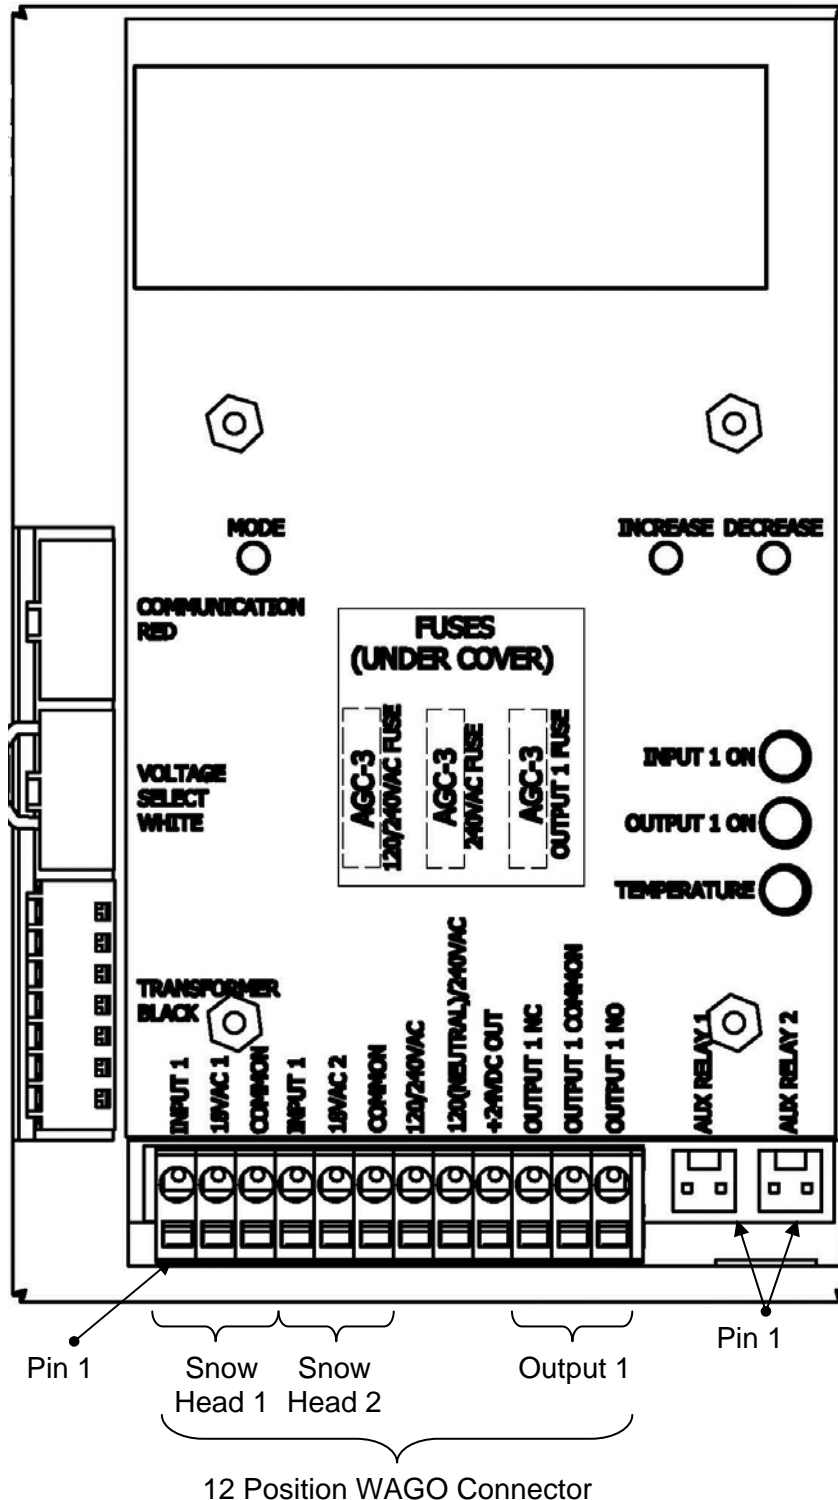 MODE
INCREASE DECREASE
COMMUNICATION
RED
FUSES
(UNDER COVER)
AGC-3
120/240VAC FUSE
AGC-3
240VAC FUSE
AGC-3
OUTPUT 1 FUSE
VOLTAGE
SELECT
WHITE
INPUT 1 ON
OUTPUT 1 ON
TEMPERATURE
TRANSFORMER
BLACK
INPUT 1
18VAC 1
COMMON
INPUT 1
18VAC 2
COMMON
120/240VAC
120(NEUTRAL)/240VAC
+24VDC OUT
OUTPUT 1 NC
OUTPUT 1 COMMON
OUTPUT 1 NO
AUX RELAY 1
AUX RELAY 2
Pin 1
Snow
Head 1
Snow
Head 2
Output 1
Pin 1
12 Position WAGO Connector